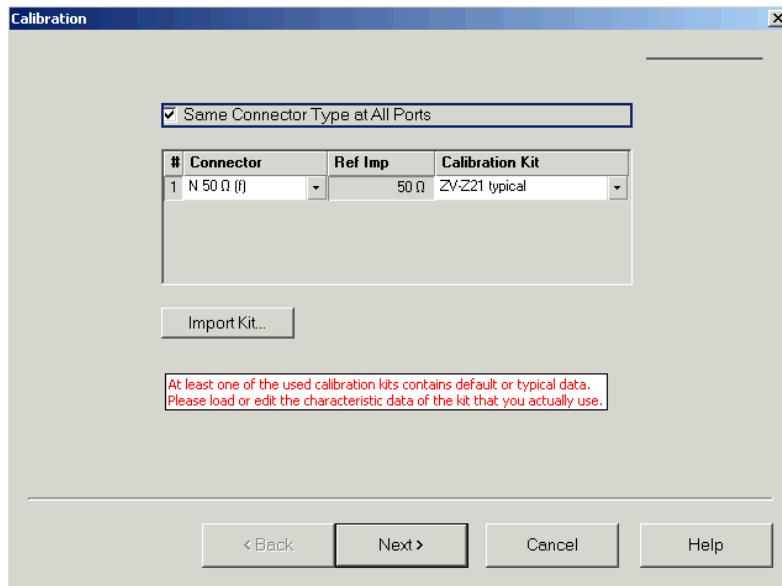 Calibration
Same Connector Type at All Ports
# Connector Ref Imp Calibration Kit
1 N 50 Ω (f) 50 Ω ZV-Z21 typical
Import Kit...
At least one of the used calibration kits contains default or typical data.
Please load or edit the characteristic data of the kit that you actually use.
< Back Next > Cancel Help